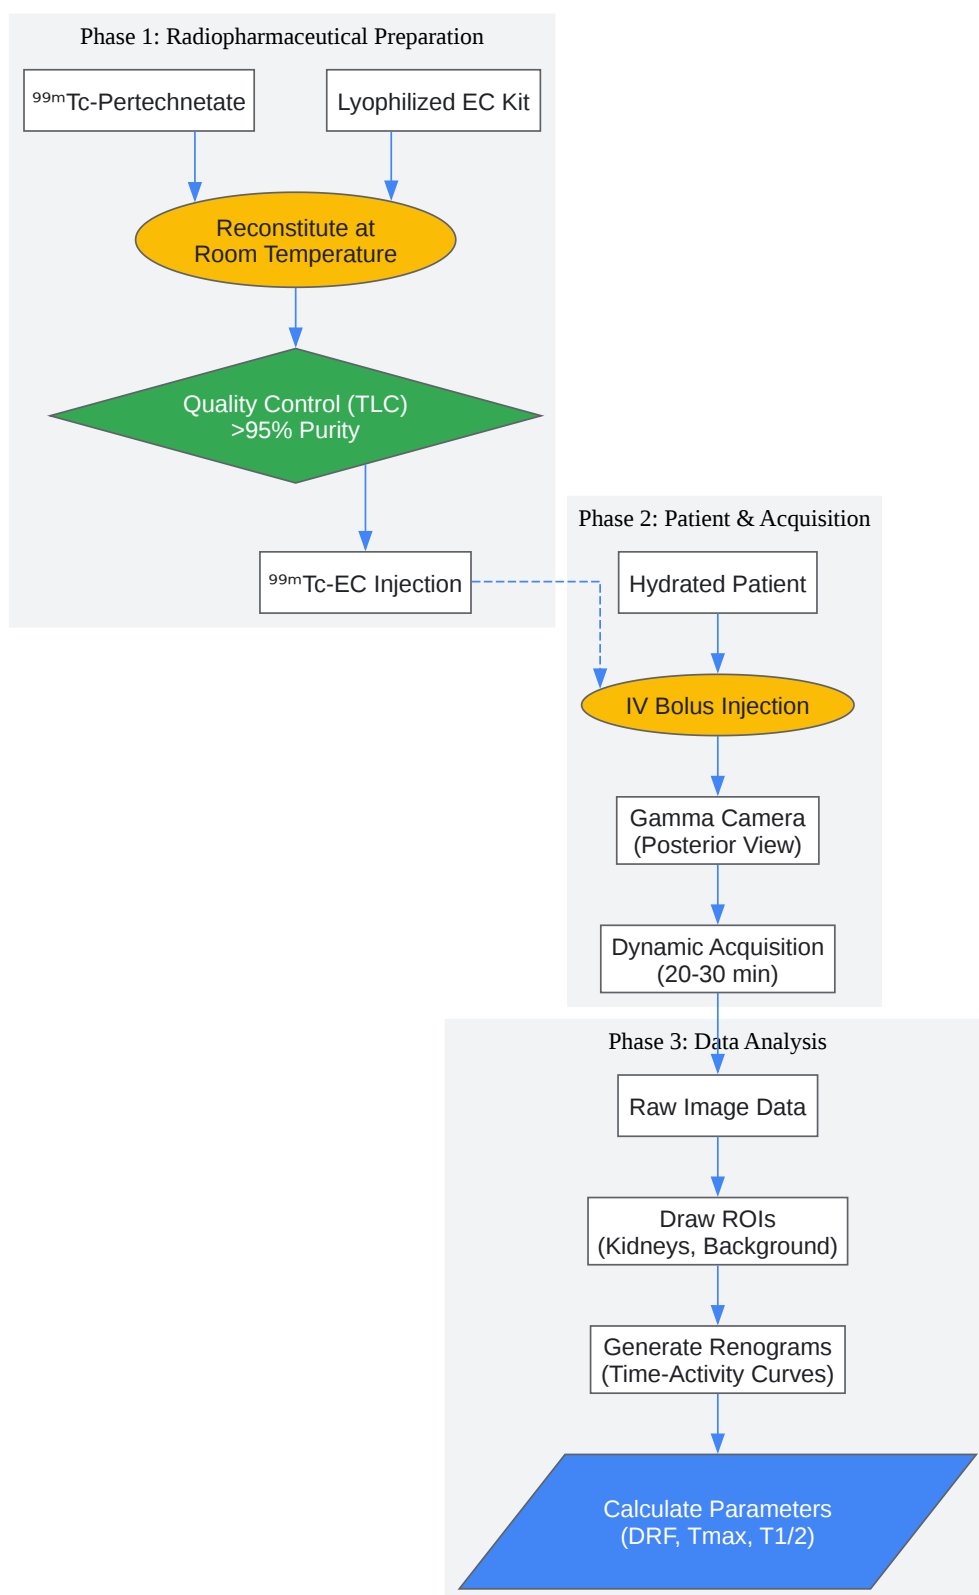 Phase 1: Radiopharmaceutical Preparation
⁹⁹ᵐTc-Pertechnetate
Lyophilized EC Kit
Reconstitute at
Room Temperature
Quality Control (TLC)
>95% Purity
⁹⁹ᵐTc-EC Injection
Phase 2: Patient & Acquisition
Hydrated Patient
IV Bolus Injection
Gamma Camera
(Posterior View)
Dynamic Acquisition
(20-30 min)
Phase 3: Data Analysis
Raw Image Data
Draw ROIs
(Kidneys, Background)
Generate Renograms
(Time-Activity Curves)
Calculate Parameters
(DRF, Tmax, T1/2)